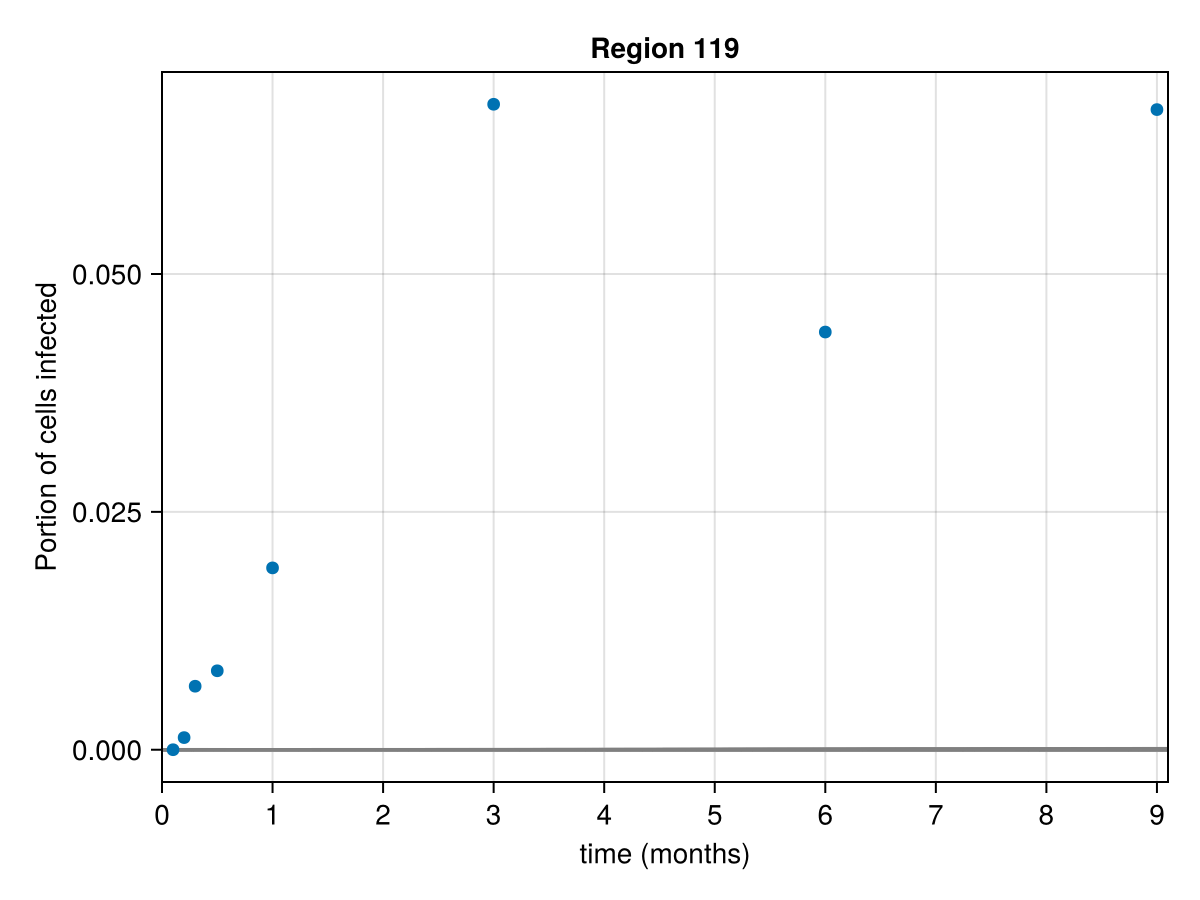 Region 119
Portion of cells infected
0.050
0.025
0.000
0 1 2 3 4 5 6 7 8 9
time (months)